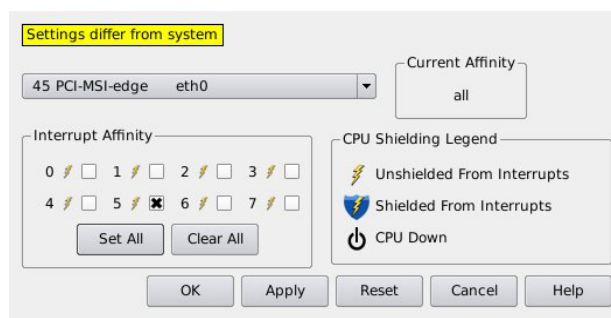 Settings differ from system
45 PCI-MSI-edge eth0
Current Affinity
all
Interrupt Affinity
0 1 2 3
4 5 6 7
Set All Clear All
CPU Shielding Legend
Unshielded From Interrupts
Shielded From Interrupts
CPU Down
OK Apply Reset Cancel Help